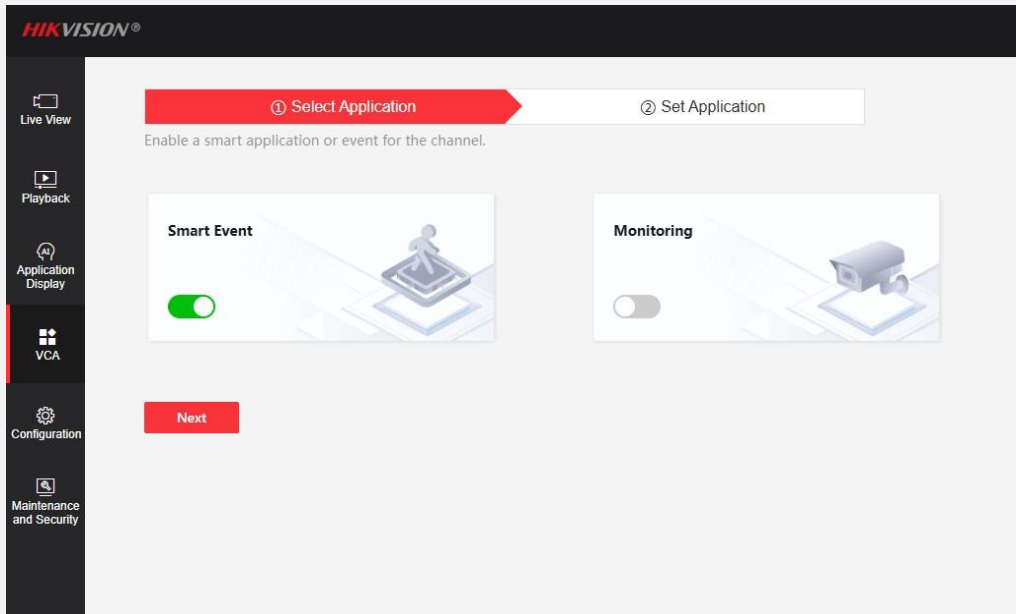 HIKVISION®
Live View
Playback
AI
Application
Display
VCA
Configuration
Maintenance
and Security
① Select Application
② Set Application
Enable a smart application or event for the channel.
Smart Event
Monitoring
Next